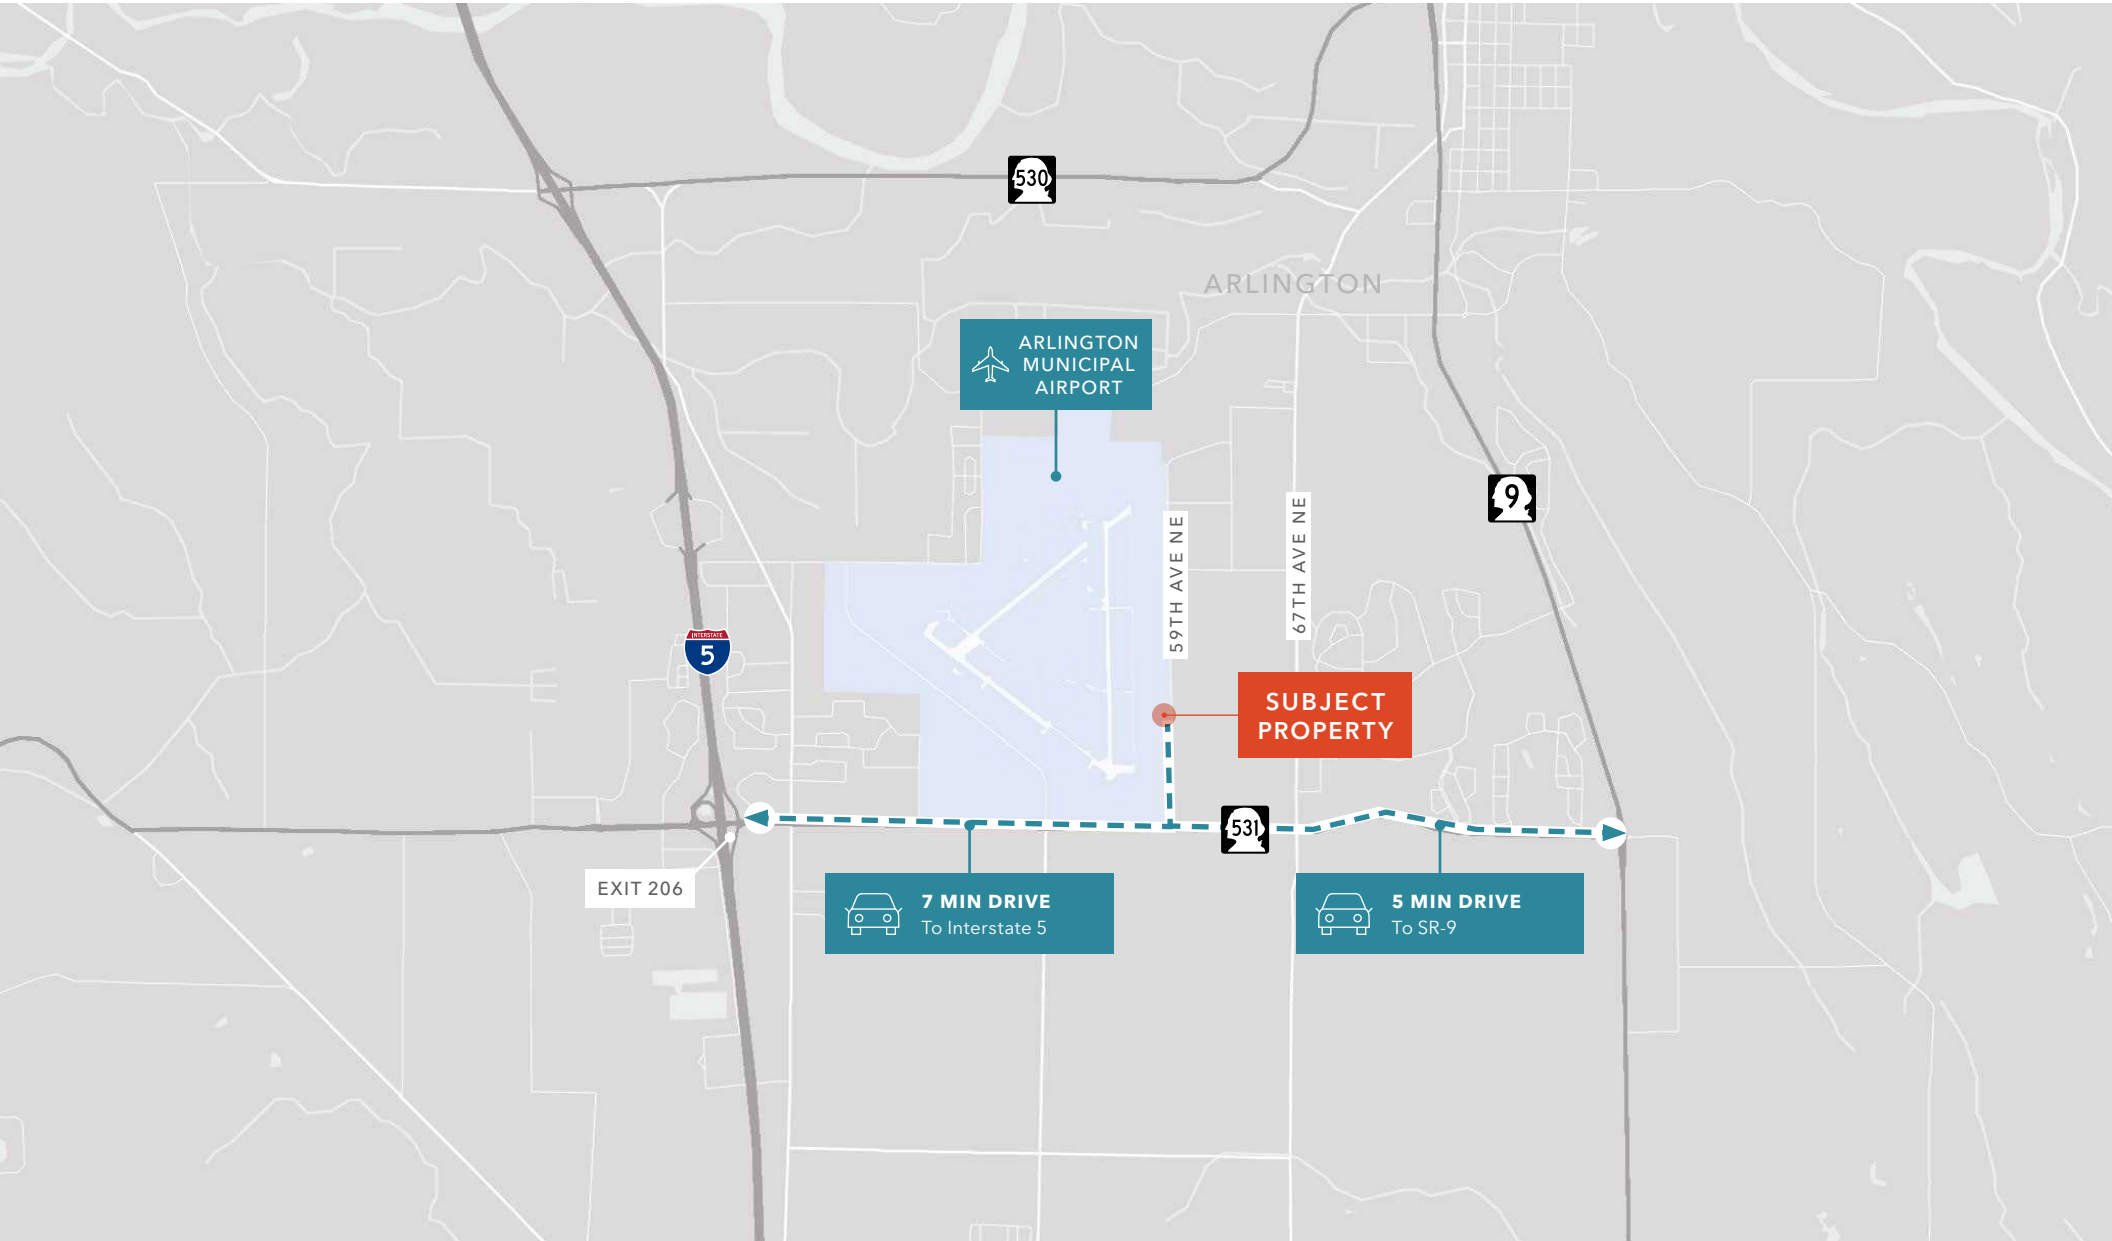 530
ARLINGTON
ARLINGTON
MUNICIPAL
AIRPORT
9
59TH AVE NE
67TH AVE NE
INTERSTATE
5
SUBJECT
PROPERTY
531
EXIT 206
7 MIN DRIVE
To Interstate 5
5 MIN DRIVE
To SR-9